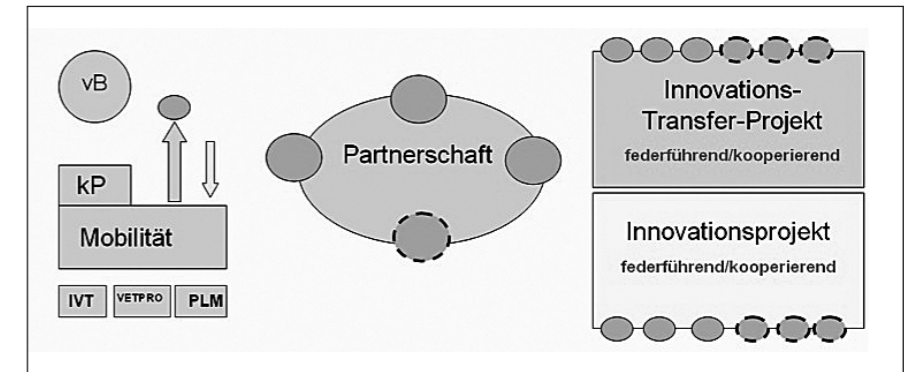 vB
kP
Mobilität
IVT
VETPRO
PLM
Partnerschaft
Innovations-
Transfer-Projekt
federführend/kooperierend
Innovationsprojekt
federführend/kooperierend